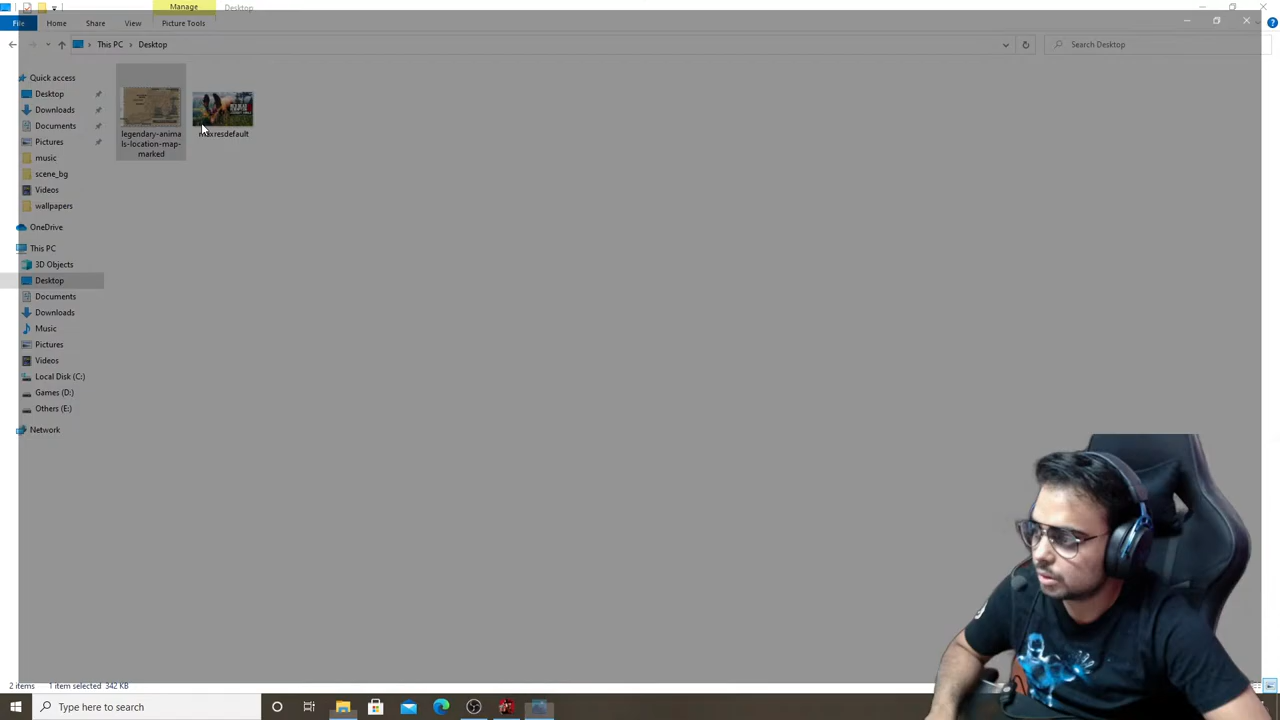 Manage
Desktop
File
Home
Share
View
Picture Tools
This PC
Desktop
Search Desktop
Quick access
Desktop
Downloads
Documents
Pictures
music
scene_bg
Videos
wallpapers
OneDrive
This PC
3D Objects
Desktop
Documents
Downloads
Music
Pictures
Videos
Local Disk (C:)
Games (D:)
Others (E:)
Network
legendary-anima
ls-location-map-
marked
maxresdefault
2 items
1 item selected 342 KB
Type here to search